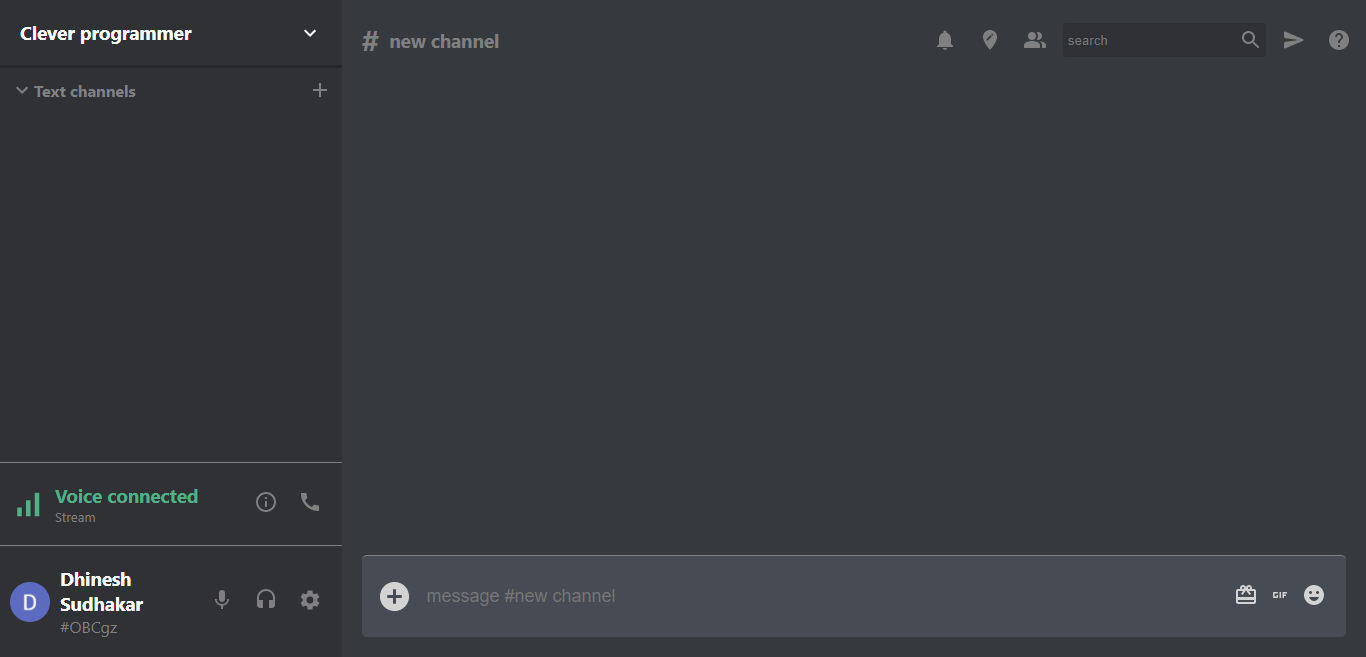 Clever programmer
Text channels
Voice connected
Stream
D
Dhinesh
Sudhakar
#OBCgz
# new channel
search
message #new channel
GIF